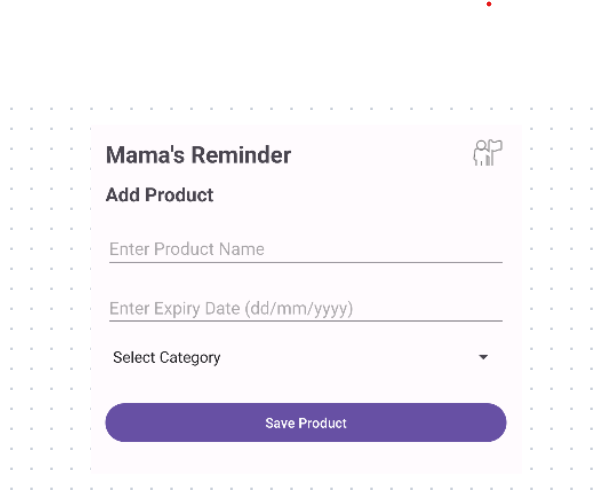 Mama's Reminder
Add Product
Enter Product Name
Enter Expiry Date (dd/mm/yyyy)
Select Category
Save Product